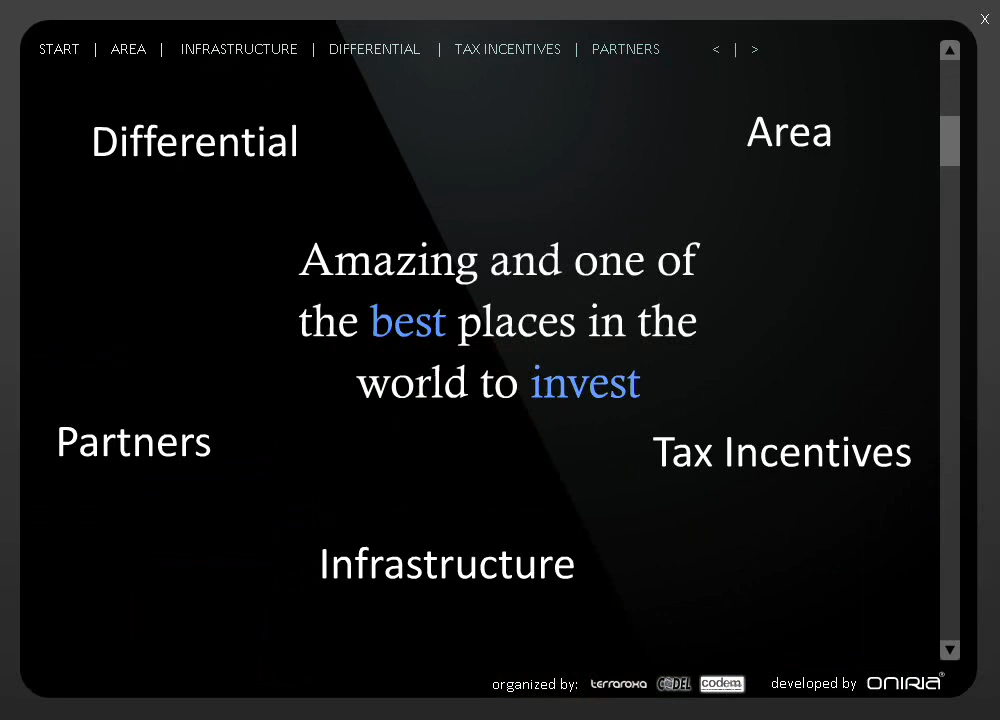 X
START | AREA | INFRASTRUCTURE | DIFFERENTIAL | TAX INCENTIVES | PARTNERS < | >
Differential
Area
Amazing and one of
the best places in the
world to invest
Partners
Tax Incentives
Infrastructure
organized by: terraroxa CODEL codem developed by ONIRIA®